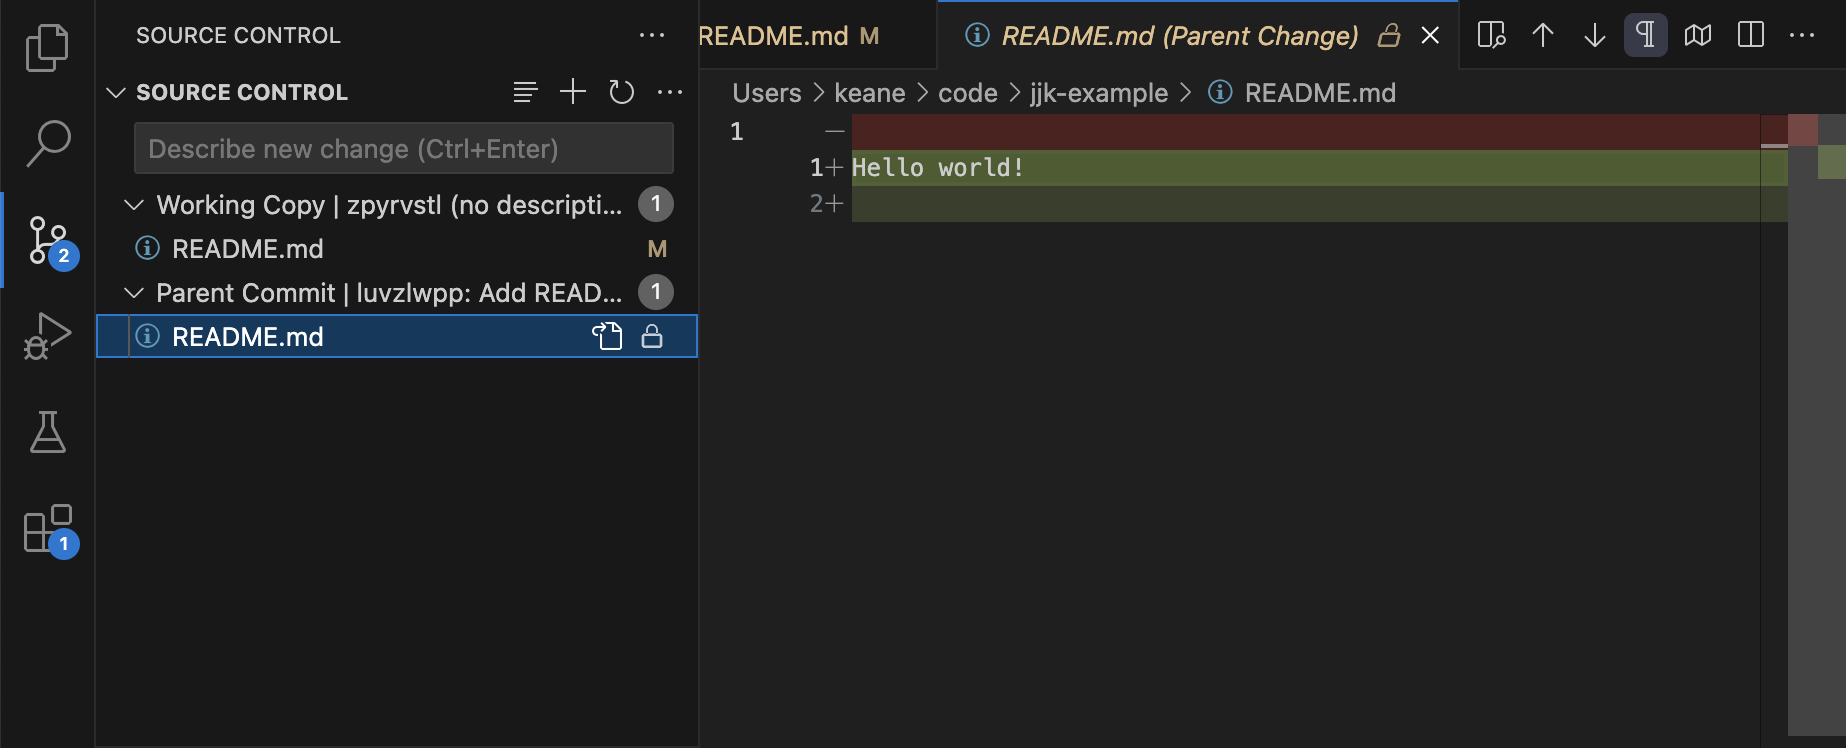 SOURCE CONTROL
SOURCE CONTROL
Describe new change (Ctrl+Enter)
Working Copy | zpyrvstl (no descripti... 1
README.md M
Parent Commit | luvzlwpp: Add READ... 1
README.md
2
1
README.md M
README.md (Parent Change)
Users > keane > code > jjk-example > README.md
1 —
1+ Hello world!
2+